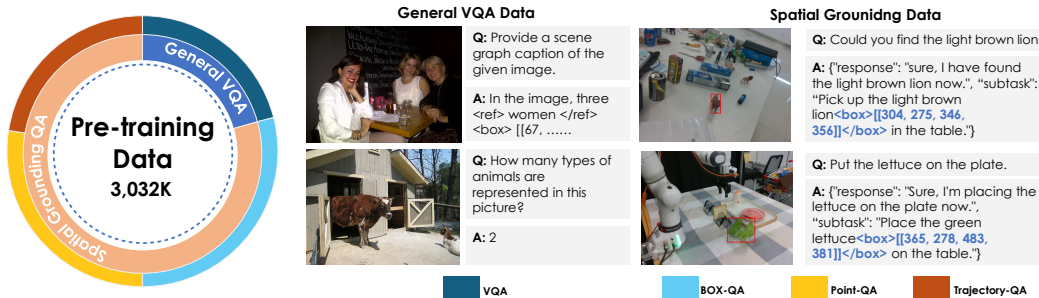 General VQA Data
Spatial Grounidng Data
General VQA
Spatial Grounding QA
Pre-training
Data
3,032K
Q: Provide a scene
graph caption of the
given image.
A: In the image, three
<ref> women </ref>
<box> [[67, ......
Q: How many types of
animals are
represented in this
picture?
A: 2
Q: Could you find the light brown lion
A: {"response": "sure, I have found
the light brown lion now.", “subtask":
“Pick up the light brown
lion<box>[[304, 275, 346,
356]]</box> in the table."}
Q: Put the lettuce on the plate.
A: {"response": "Sure, I'm placing the
lettuce on the plate now.",
“subtask": "Place the green
lettuce<box>[[365, 278, 483,
381]]</box> on the table."}
VQA
BOX-QA
Point-QA
Trajectory-QA